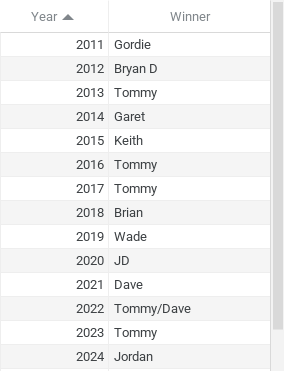 Year Winner
2011 Gordie
2012 Bryan D
2013 Tommy
2014 Garet
2015 Keith
2016 Tommy
2017 Tommy
2018 Brian
2019 Wade
2020 JD
2021 Dave
2022 Tommy/Dave
2023 Tommy
2024 Jordan